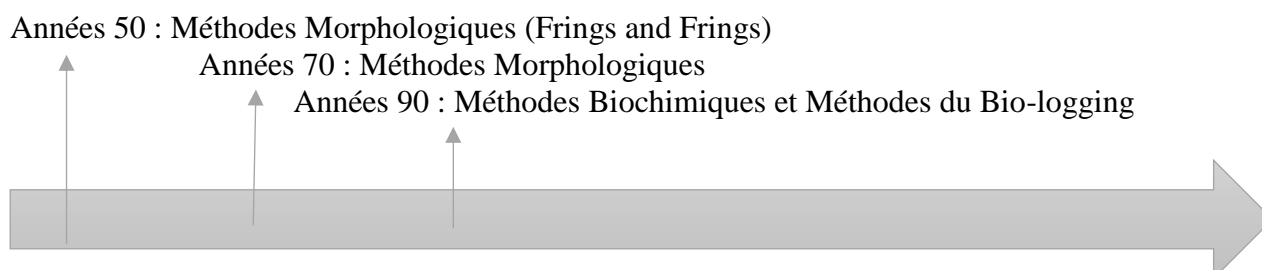 Années 50 : Méthodes Morphologiques (Frings and Frings)
Années 70 : Méthodes Morphologiques
Années 90 : Méthodes Biochimiques et Méthodes du Bio-logging